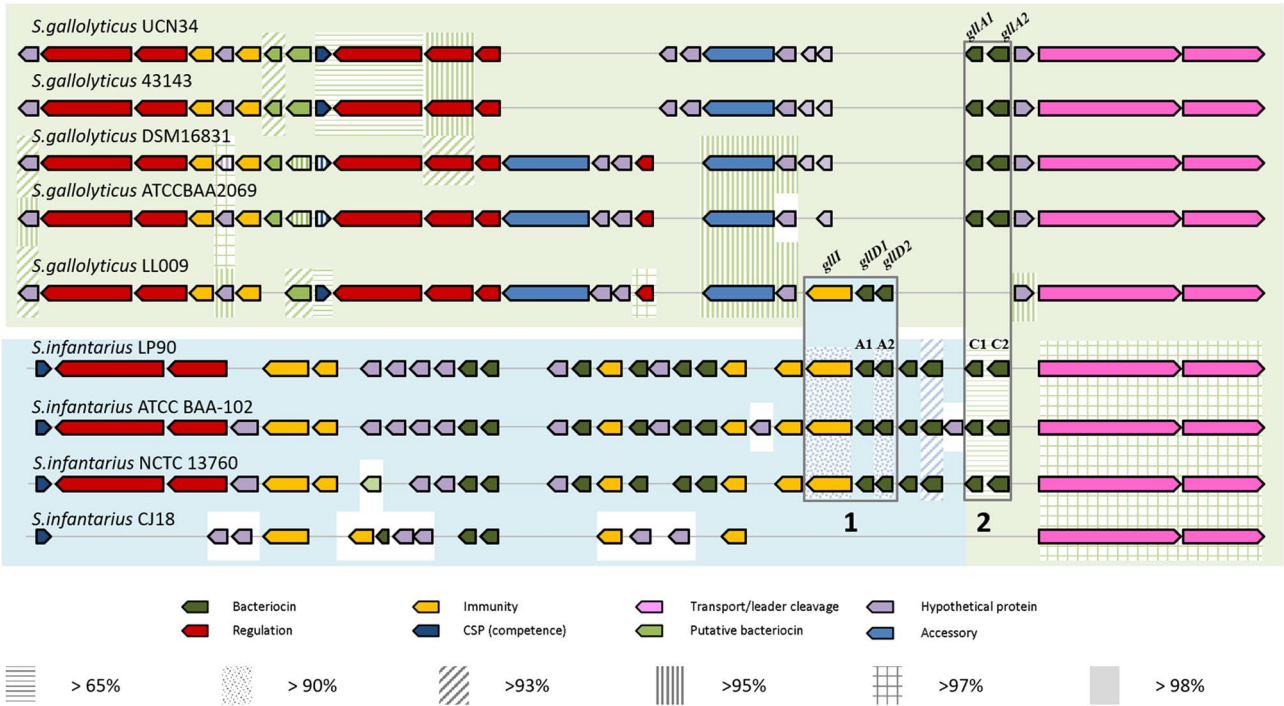 S.gallolyticus UCN34
gllA1
gllA2
S.gallolyticus 43143
S.gallolyticus DSM16831
S.gallolyticus ATCCBAA2069
S.gallolyticus LL009
gllI
gllD1
gllD2
S.infantarius LP90
A1 A2
C1 C2
S.infantarius ATCC BAA-102
S.infantarius NCTC 13760
S.infantarius CJ18
1
2
Bacteriocin
Immunity
Transport/leader cleavage
Hypothetical protein
Regulation
CSP (competence)
Putative bacteriocin
Accessory
> 65%
> 90%
>93%
>95%
>97%
> 98%